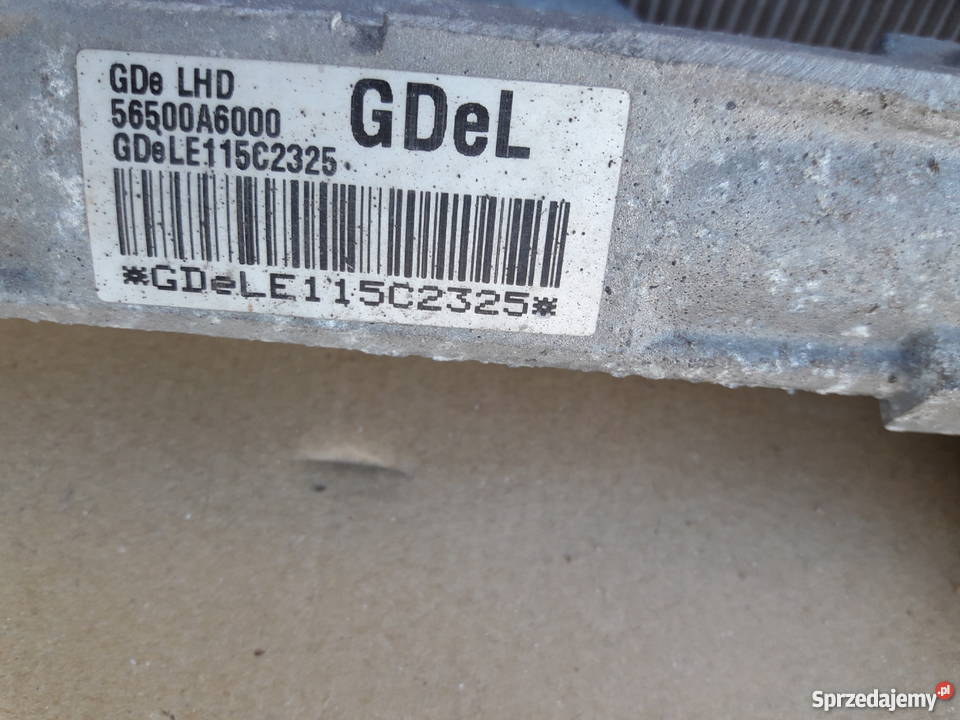 GDe LHD
GDeL
56500A6000
GDeLE115C2325
*GDeLE115C2325*
Sprzedajemy.pl